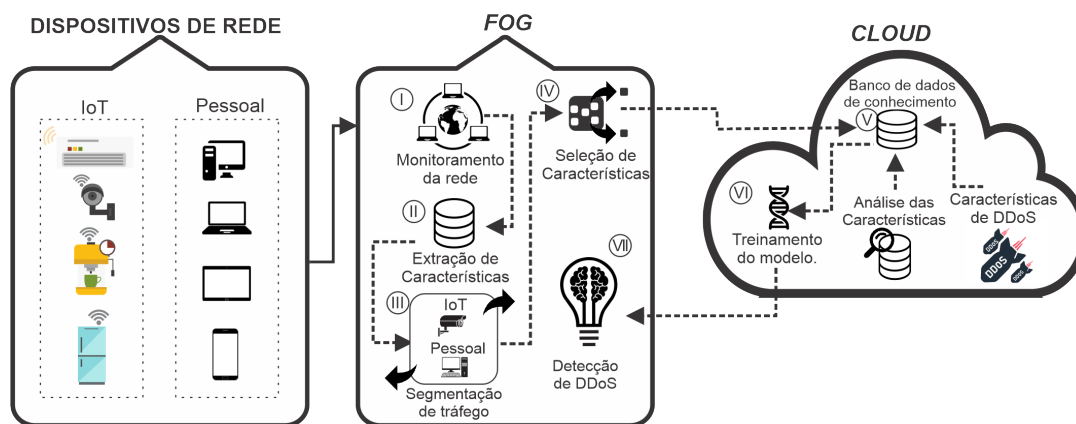 DISPOSITIVOS DE REDE
IoT
Pessoal
FOG
I
Monitoramento
da rede
II
Extração de
Características
III
IoT
Pessoal
Segmentação
de tráfego
IV
Seleção de
Características
VII
Detecção
de DDoS
CLOUD
Banco de dados
de conhecimento
V
VI
Treinamento
do modelo.
Análise das
Características
Características
de DDoS
DDoS
DDoS
DDoS